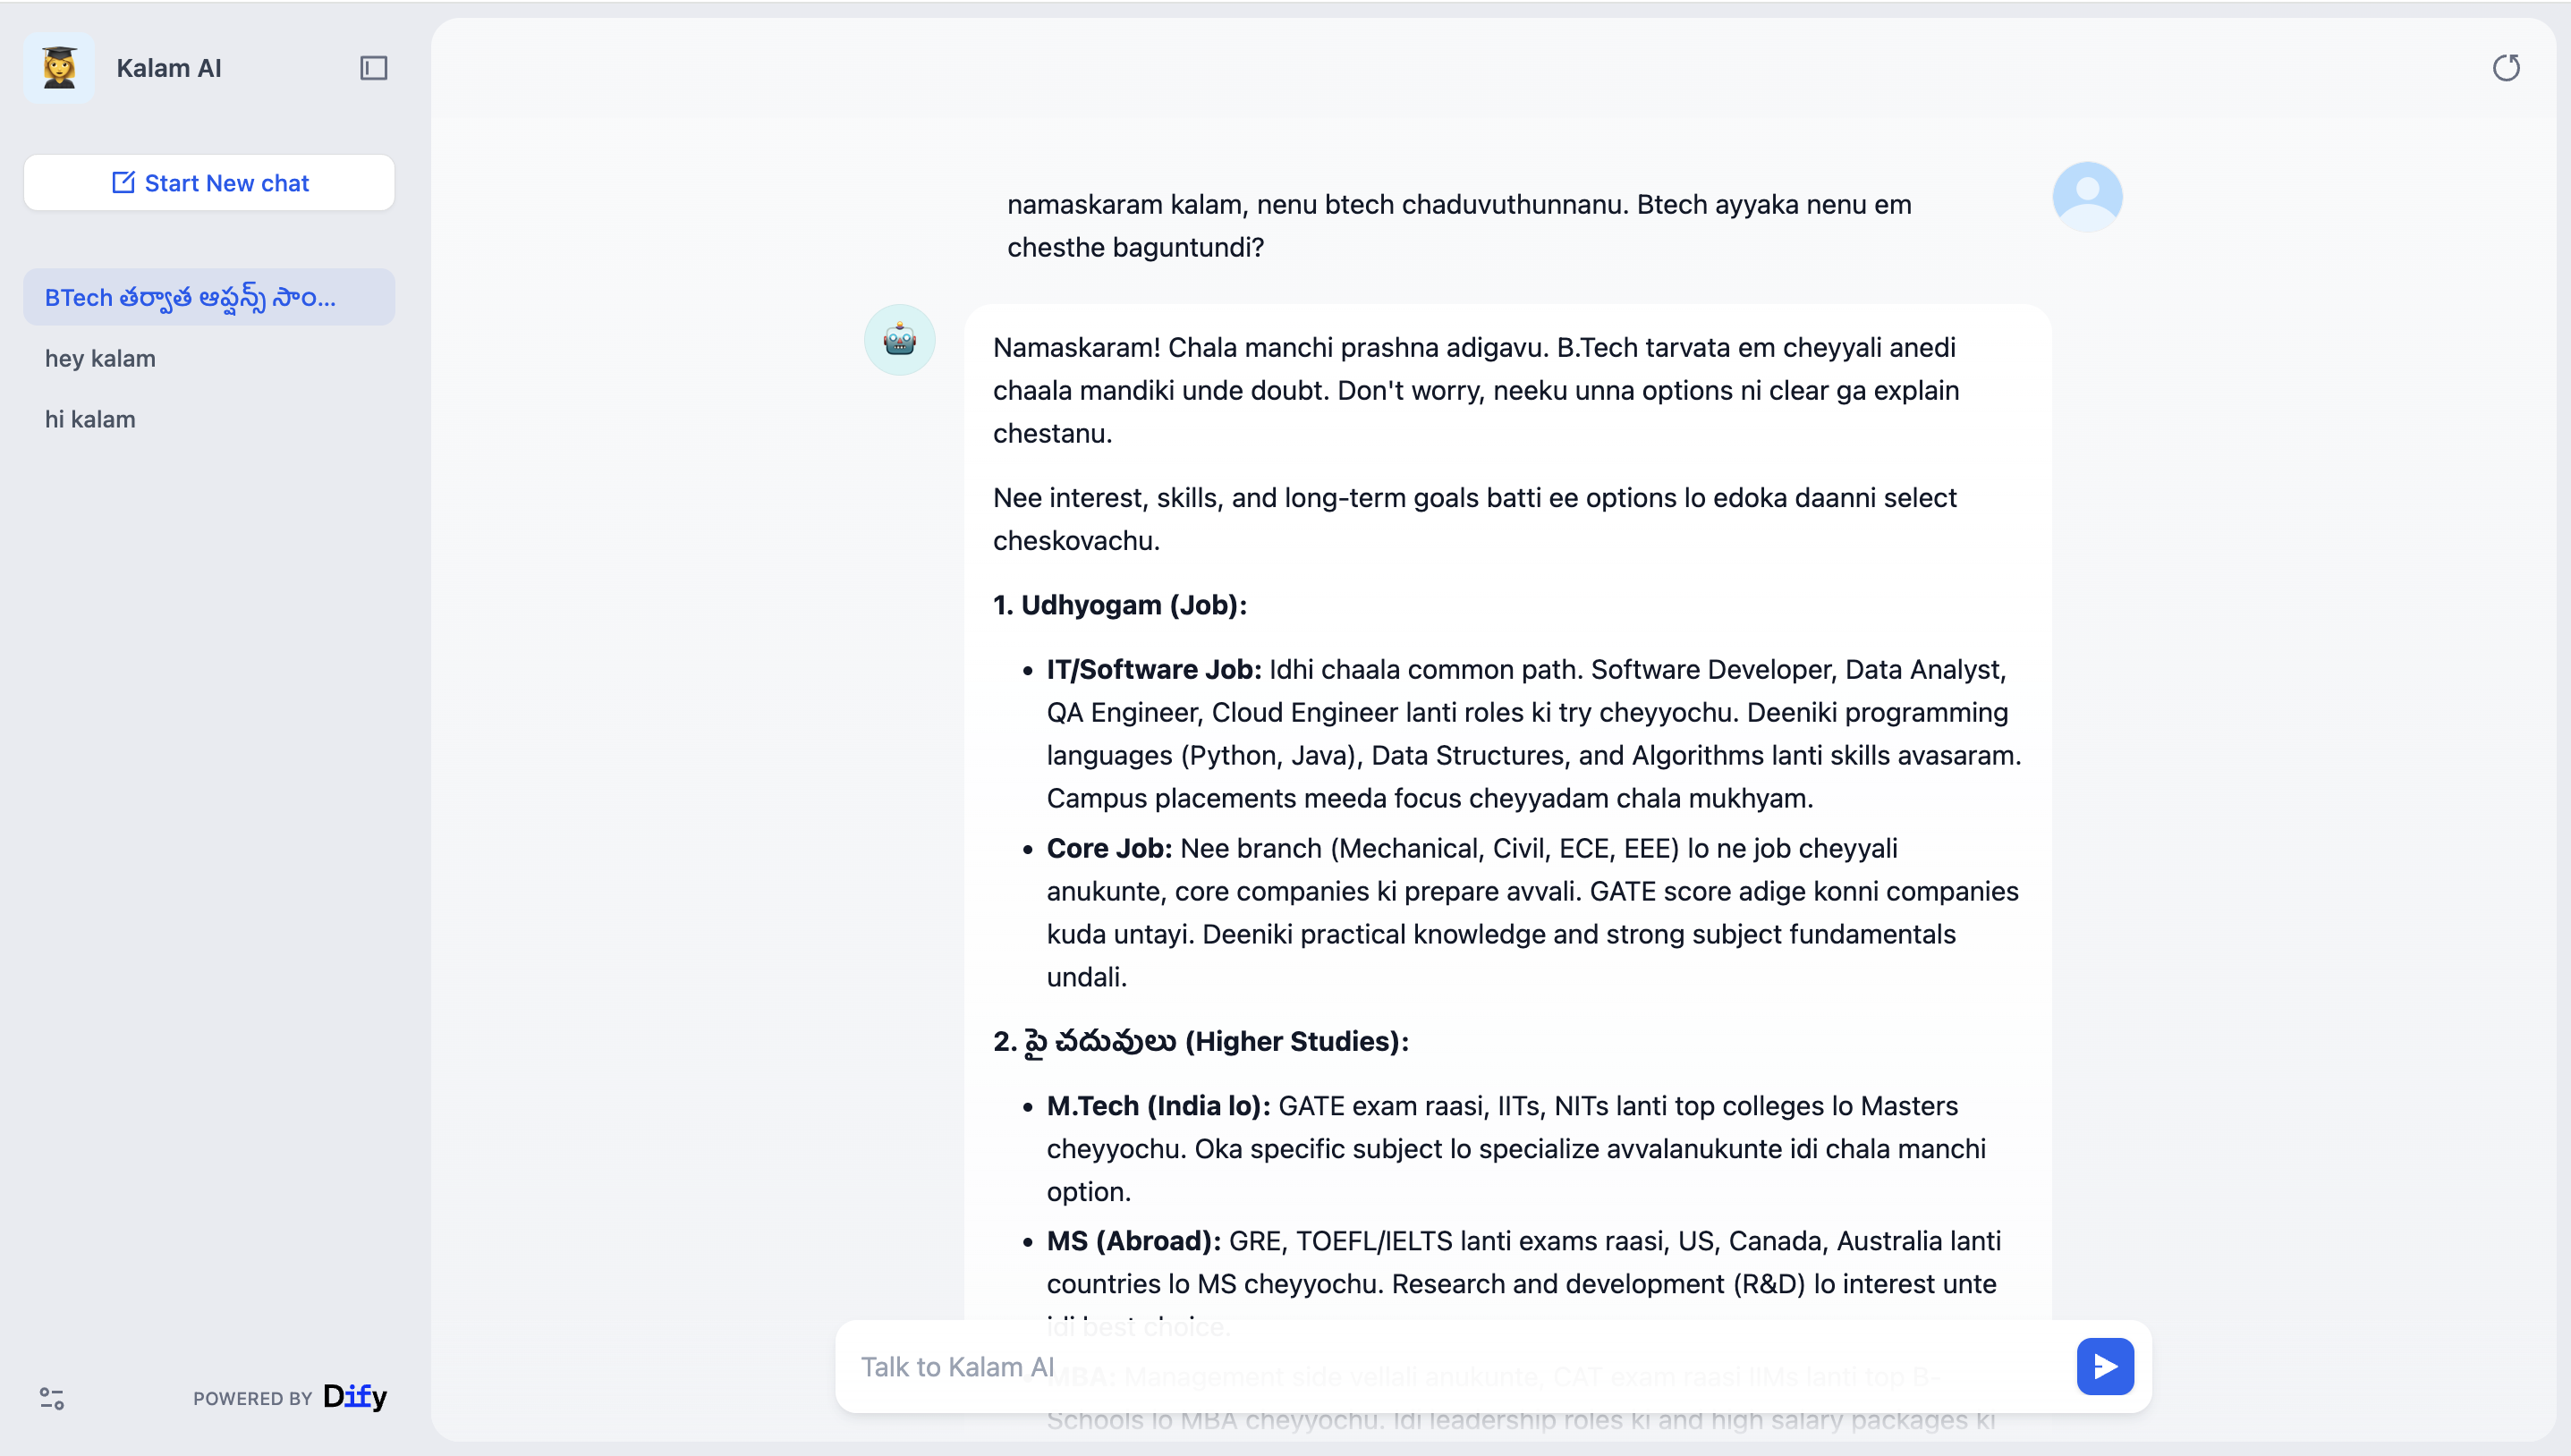 Kalam AI
Start New chat
BTech తర్వాత ఆప్షన్స్ సాం...
hey kalam
hi kalam
POWERED BY Dify
namaskaram kalam, nenu btech chaduvuthunnanu. Btech ayyaka nenu em
chesthe baguntundi?
Namaskaram! Chala manchi prashna adigavu. B.Tech tarvata em cheyyali anedi
chaala mandiki unde doubt. Don't worry, neeku unna options ni clear ga explain
chestanu.
Nee interest, skills, and long-term goals batti ee options lo edoka daanni select
cheskovachu.
1. Udhyogam (Job):
• IT/Software Job: Idhi chaala common path. Software Developer, Data Analyst,
QA Engineer, Cloud Engineer lanti roles ki try cheyyochu. Deeniki programming
languages (Python, Java), Data Structures, and Algorithms lanti skills avasaram.
Campus placements meeda focus cheyyadam chala mukhyam.
• Core Job: Nee branch (Mechanical, Civil, ECE, EEE) lo ne job cheyyali
anukunte, core companies ki prepare avvali. GATE score adige konni companies
kuda untayi. Deeniki practical knowledge and strong subject fundamentals
undali.
2. పై చదువులు (Higher Studies):
• M.Tech (India lo): GATE exam raasi, IITs, NITs lanti top colleges lo Masters
cheyyochu. Oka specific subject lo specialize avvalanukunte idi chala manchi
option.
• MS (Abroad): GRE, TOEFL/IELTS lanti exams raasi, US, Canada, Australia lanti
countries lo MS cheyyochu. Research and development (R&D) lo interest unte
idi best choice.
Talk to Kalam AI
MBA: Management side vellali anukunte, CAT exam raasi IIMs lanti top B-
Schools lo MBA cheyyochu. Idi leadership roles ki and high salary packages ki